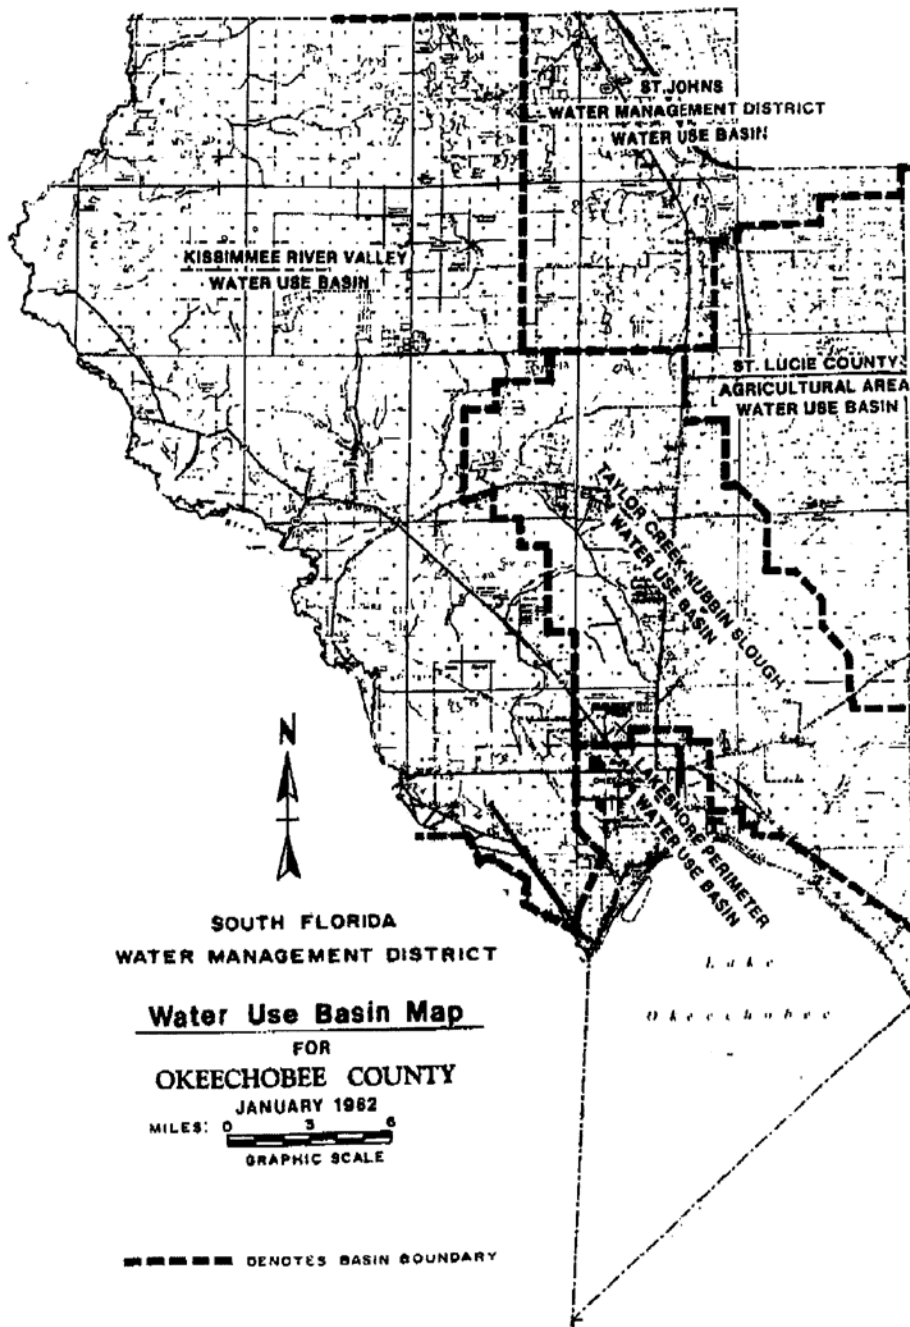 ST. JOHNS
WATER MANAGEMENT DISTRICT
WATER USE BASIN
KISSIMMEE RIVER VALLEY
WATER USE BASIN
ST. LUCIE COUNTY
AGRICULTURAL AREA
WATER USE BASIN
TAYLOR CREEK-NUBBIN SLOUGH
WATER USE BASIN
LAKESHORE PERIMETER
WATER USE BASIN
N
SOUTH FLORIDA
WATER MANAGEMENT DISTRICT
Lake
Okeechobee
Water Use Basin Map
FOR
OKEECHOBEE COUNTY
JANUARY 1982
MILES: 0 3 6
GRAPHIC SCALE
DENOTES BASIN BOUNDARY